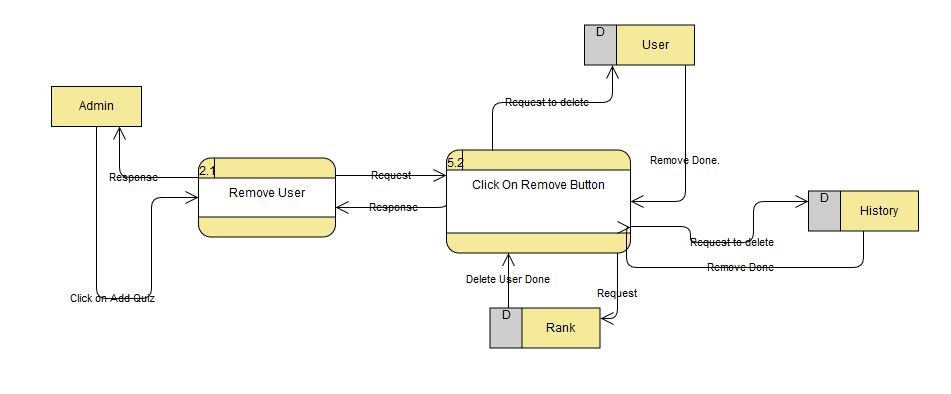 D
User
Admin
Request to delete
Remove Done.
5.2
2.1
Response
Request
Click On Remove Button
Remove User
D
History
Response
Request to delete
Remove Done
Delete User Done
Request
Click on Add Quiz
D
Rank